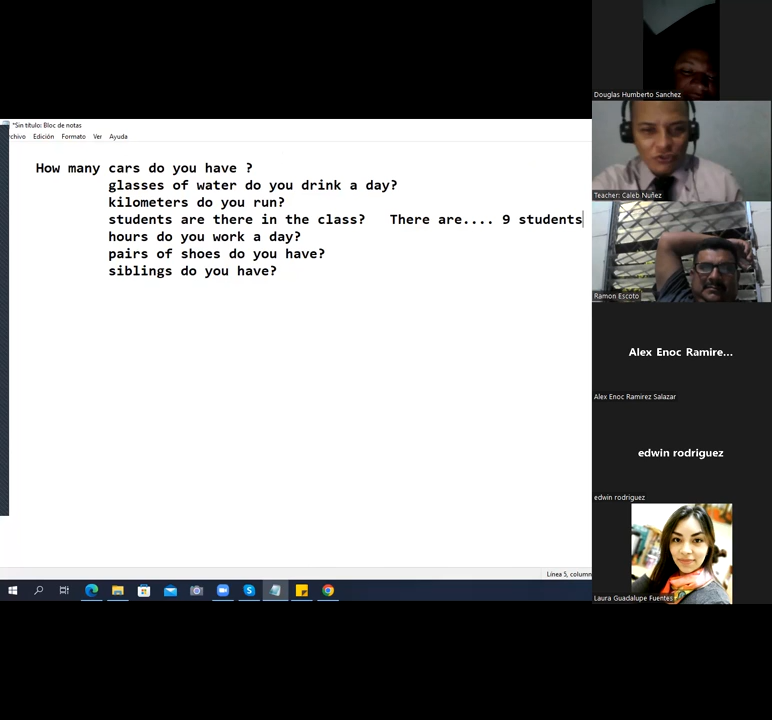 *Sin título: Bloc de notas
rchivo Edición Formato Ver Ayuda
How many cars do you have ?
glasses of water do you drink a day?
kilometers do you run?
students are there in the class? There are.... 9 students
hours do you work a day?
pairs of shoes do you have?
siblings do you have?
Línea 5, column
Douglas Humberto Sanchez
Teacher: Caleb Nuñez
Ramon Escoto
Alex Enoc Ramire...
Alex Enoc Ramirez Salazar
edwin rodriguez
edwin rodriguez
Laura Guadalupe Fuentes